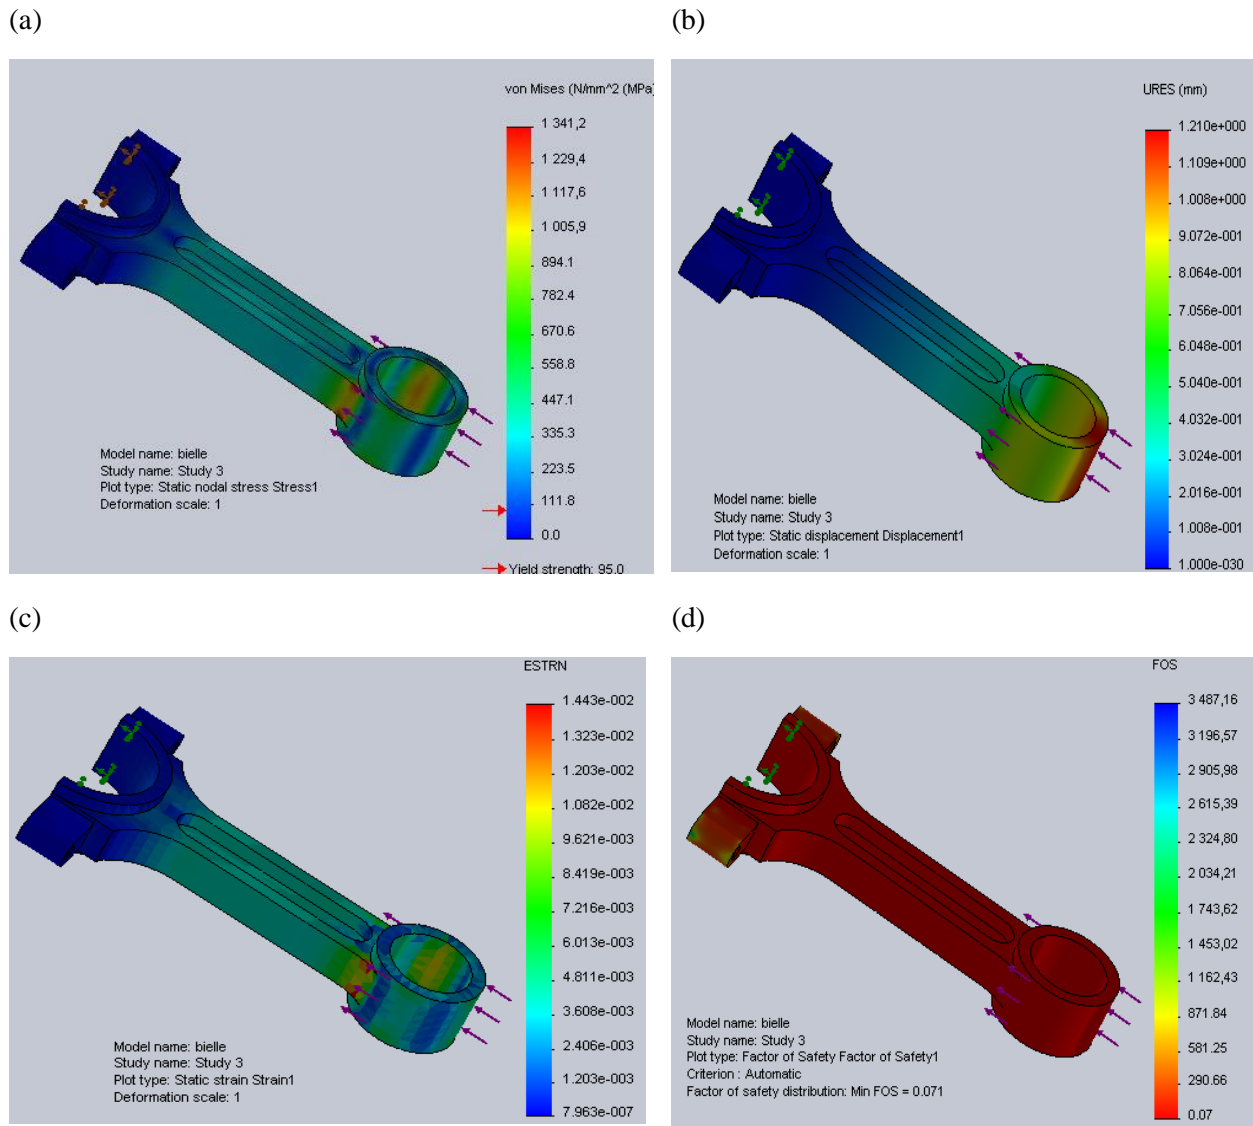 (a)
(b)
von Mises (N/mm^2 (MPa)
1 341,2
1 229,4
1 117,6
1 005,9
894.1
782.4
670.6
558.8
447.1
335.3
223.5
111.8
0.0
Yield strength: 95.0
Model name: bielle
Study name: Study 3
Plot type: Static nodal stress Stress1
Deformation scale: 1
URES (mm)
1.210e+000
1.109e+000
1.008e+000
9.072e-001
8.064e-001
7.056e-001
6.048e-001
5.040e-001
4.032e-001
3.024e-001
2.016e-001
1.008e-001
1.000e-030
Model name: bielle
Study name: Study 3
Plot type: Static displacement Displacement1
Deformation scale: 1
(c)
(d)
ESTRN
1.443e-002
1.323e-002
1.203e-002
1.082e-002
9.621e-003
8.419e-003
7.216e-003
6.013e-003
4.811e-003
3.608e-003
2.406e-003
1.203e-003
7.963e-007
Model name: bielle
Study name: Study 3
Plot type: Static strain Strain1
Deformation scale: 1
FOS
3 487,16
3 196,57
2 905,98
2 615,39
2 324,80
2 034,21
1 743,62
1 453,02
1 162,43
871.84
581.25
290.66
0.07
Model name: bielle
Study name: Study 3
Plot type: Factor of Safety Factor of Safety1
Criterion : Automatic
Factor of safety distribution: Min FOS = 0.071